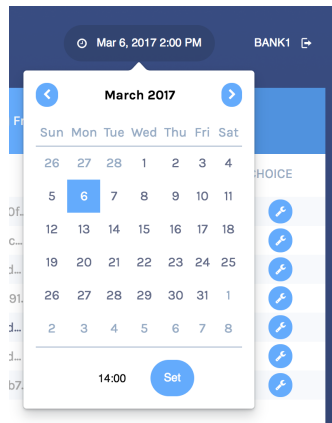 Mar 6, 2017 2:00 PM BANK1
March 2017
Sun Mon Tue Wed Thu Fri Sat
26 27 28 1 2 3 4
5 6 7 8 9 10 11
12 13 14 15 16 17 18
19 20 21 22 23 24 25
26 27 28 29 30 31 1
2 3 4 5 6 7 8
14:00 Set